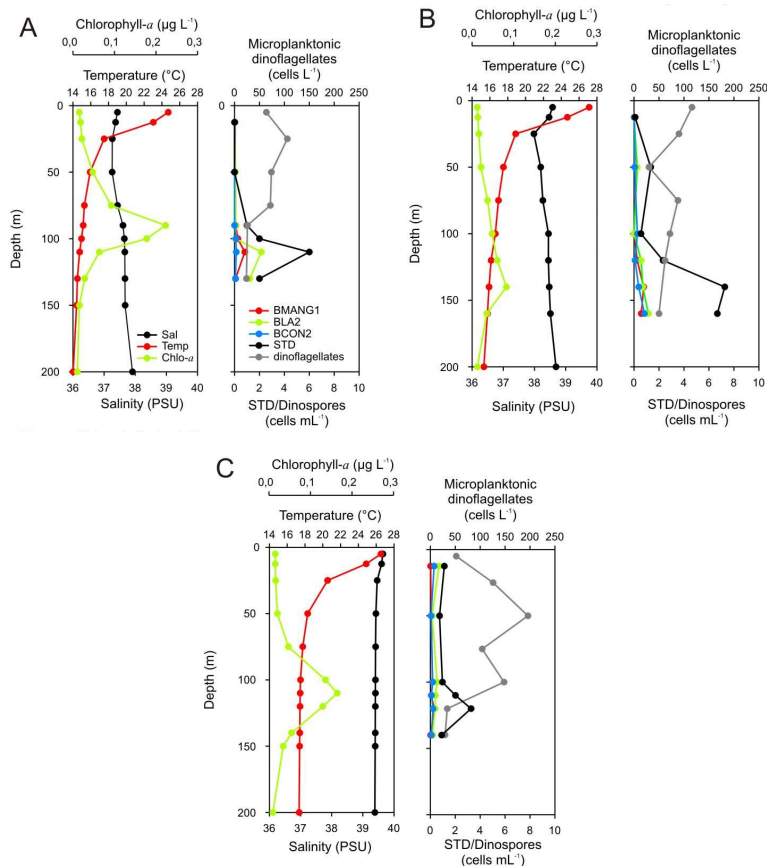 A
Chlorophyll-a (µg L-1)
0,0 0,1 0,2 0,3
Temperature (°C)
14 16 18 20 22 24 26 28
Depth (m)
0
50
100
150
200
Sal
Temp
Chlo-a
36 37 38 39 40
Salinity (PSU)
Microplanktonic
dinoflagellates
(cells L-1)
0 50 100 150 200 250
BMANG1
BLA2
BCON2
STD
dinoflagellates
0 2 4 6 8 10
STD/Dinospores
(cells mL-1)
B
Chlorophyll-a (µg L-1)
0,0 0,1 0,2 0,3
Temperature (°C)
14 16 18 20 22 24 26 28
Depth (m)
0
50
100
150
200
36 37 38 39 40
Salinity (PSU)
Microplanktonic
dinoflagellates
(cells L-1)
0 50 100 150 200 250
0 2 4 6 8 10 12
STD/Dinospores
(cells mL-1)
C
Chlorophyll-a (µg L-1)
0,0 0,1 0,2 0,3
Temperature (°C)
14 16 18 20 22 24 26 28
Depth (m)
0
50
100
150
200
36 37 38 39 40
Salinity (PSU)
Microplanktonic
dinoflagellates
(cells L-1)
0 50 100 150 200 250
0 2 4 6 8 10
STD/Dinospores
(cells mL-1)